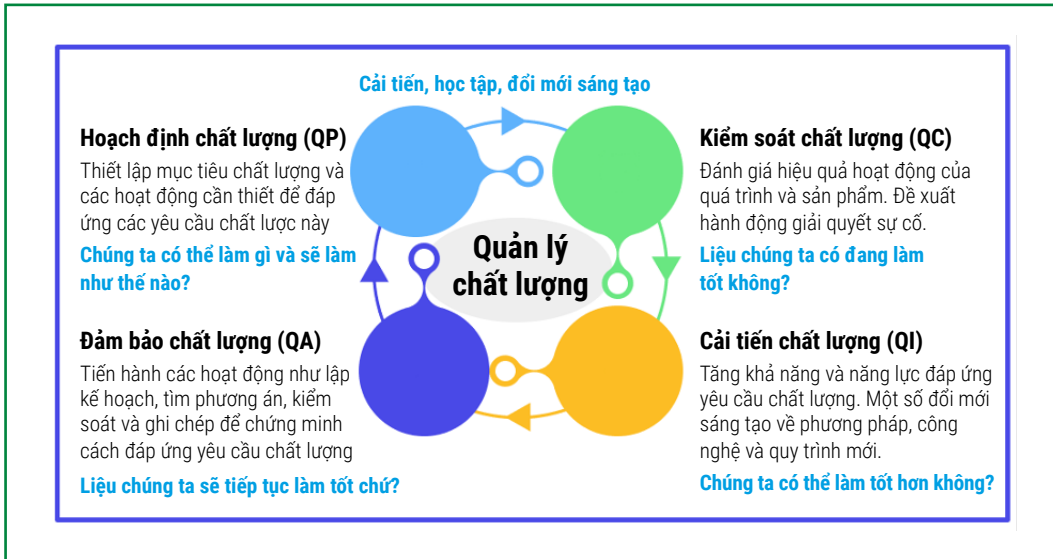 Cải tiến, học tập, đổi mới sáng tạo
Hoạch định chất lượng (QP)
Thiết lập mục tiêu chất lượng và
các hoạt động cần thiết để đáp
ứng các yêu cầu chất lược này
Chúng ta có thể làm gì và sẽ làm
như thế nào?
Kiểm soát chất lượng (QC)
Đánh giá hiệu quả hoạt động của
quá trình và sản phẩm. Đề xuất
hành động giải quyết sự cố.
Liệu chúng ta có đang làm
tốt không?
Quản lý
chất lượng
Đảm bảo chất lượng (QA)
Tiến hành các hoạt động như lập
kế hoạch, tìm phương án, kiểm
soát và ghi chép để chứng minh
cách đáp ứng yêu cầu chất lượng
Liệu chúng ta sẽ tiếp tục làm tốt chứ?
Cải tiến chất lượng (QI)
Tăng khả năng và năng lực đáp ứng
yêu cầu chất lượng. Một số đổi mới
sáng tạo về phương pháp, công
nghệ và quy trình mới.
Chúng ta có thể làm tốt hơn không?